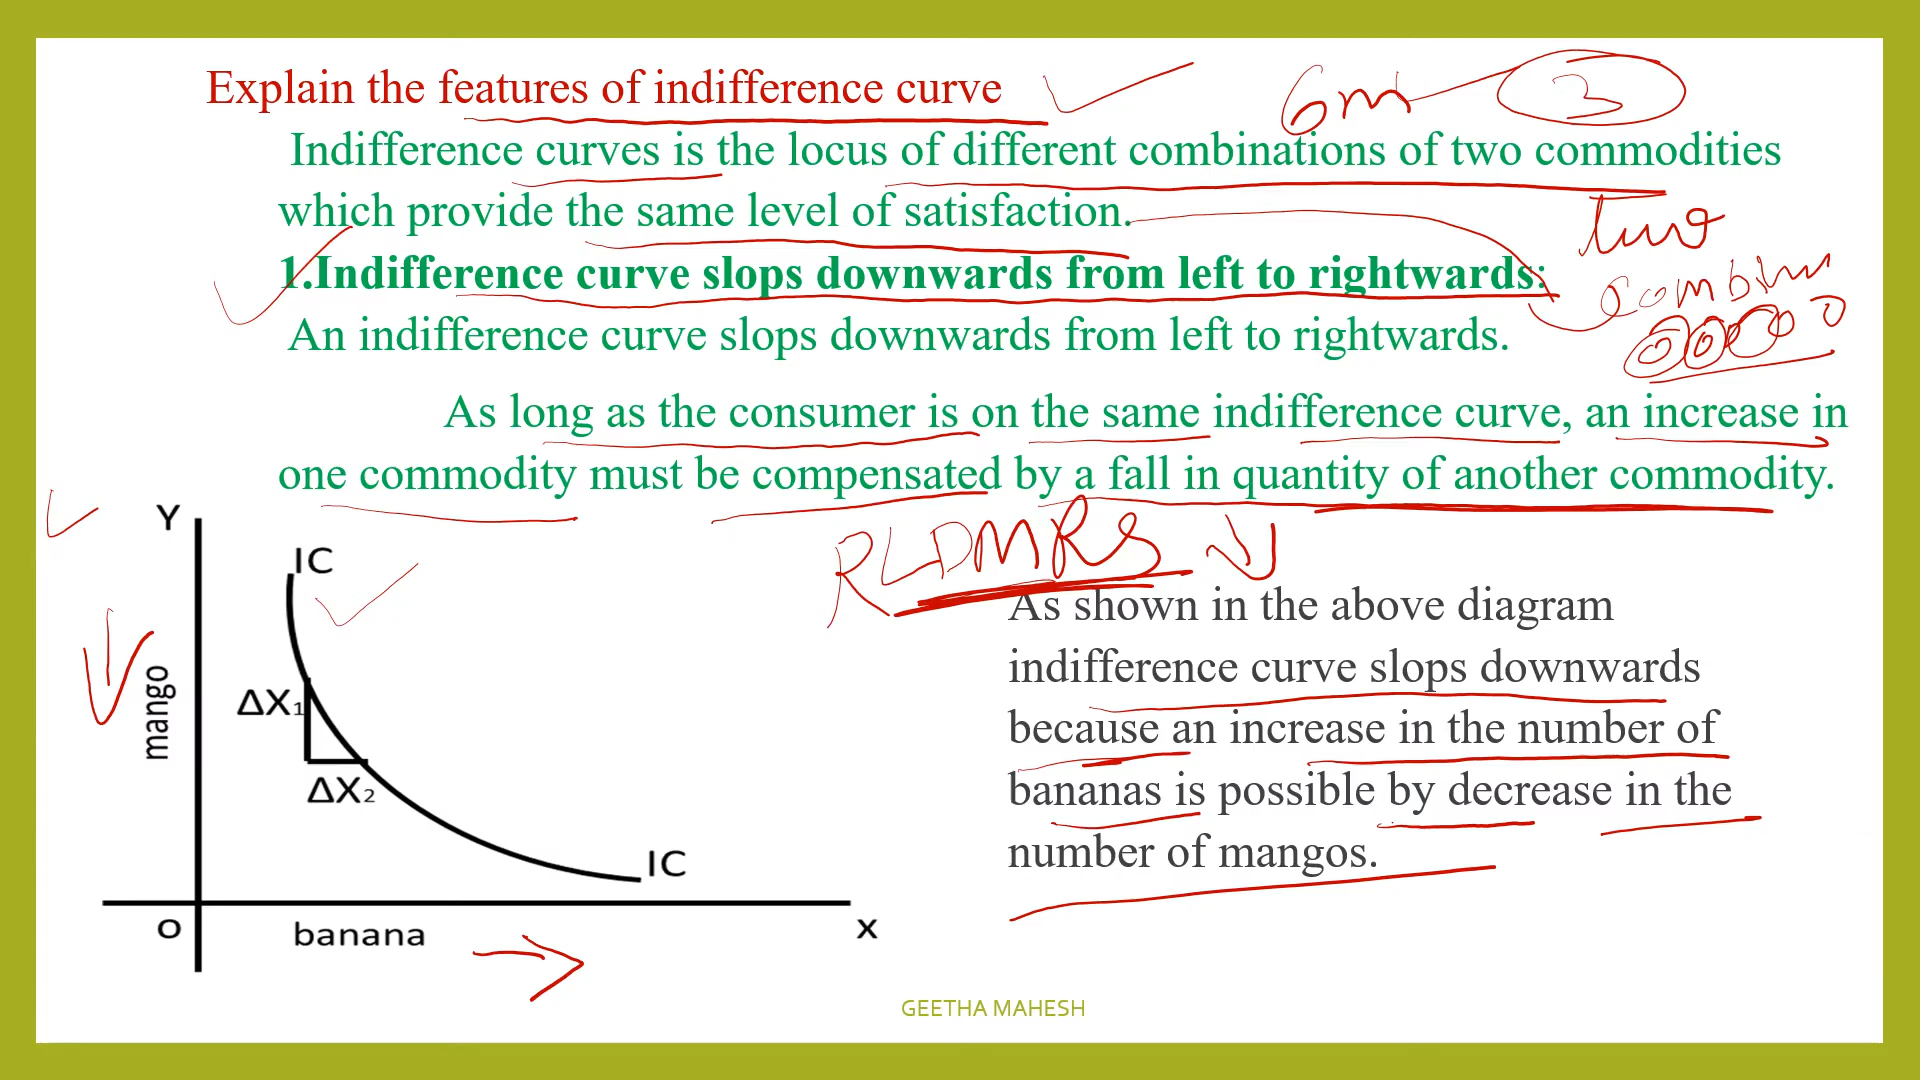 Explain the features of indifference curve
6m 3
Indifference curves is the locus of different combinations of two commodities
which provide the same level of satisfaction.
two
1.Indifference curve slops downwards from left to rightwards:
An indifference curve slops downwards from left to rightwards.
As long as the consumer is on the same indifference curve, an increase in
one commodity must be compensated by a fall in quantity of another commodity.
RLDMRS
Y
IC
mango
ΔX1
ΔX2
IC
O
banana
x
As shown in the above diagram
indifference curve slops downwards
because an increase in the number of
bananas is possible by decrease in the
number of mangos.
GEETHA MAHESH